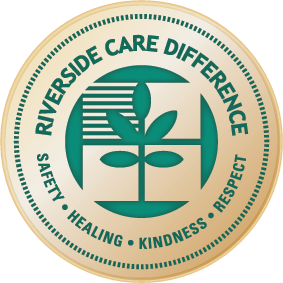 RIVERSIDE CARE DIFFERENCE
SAFETY • HEALING • KINDNESS • RESPECT